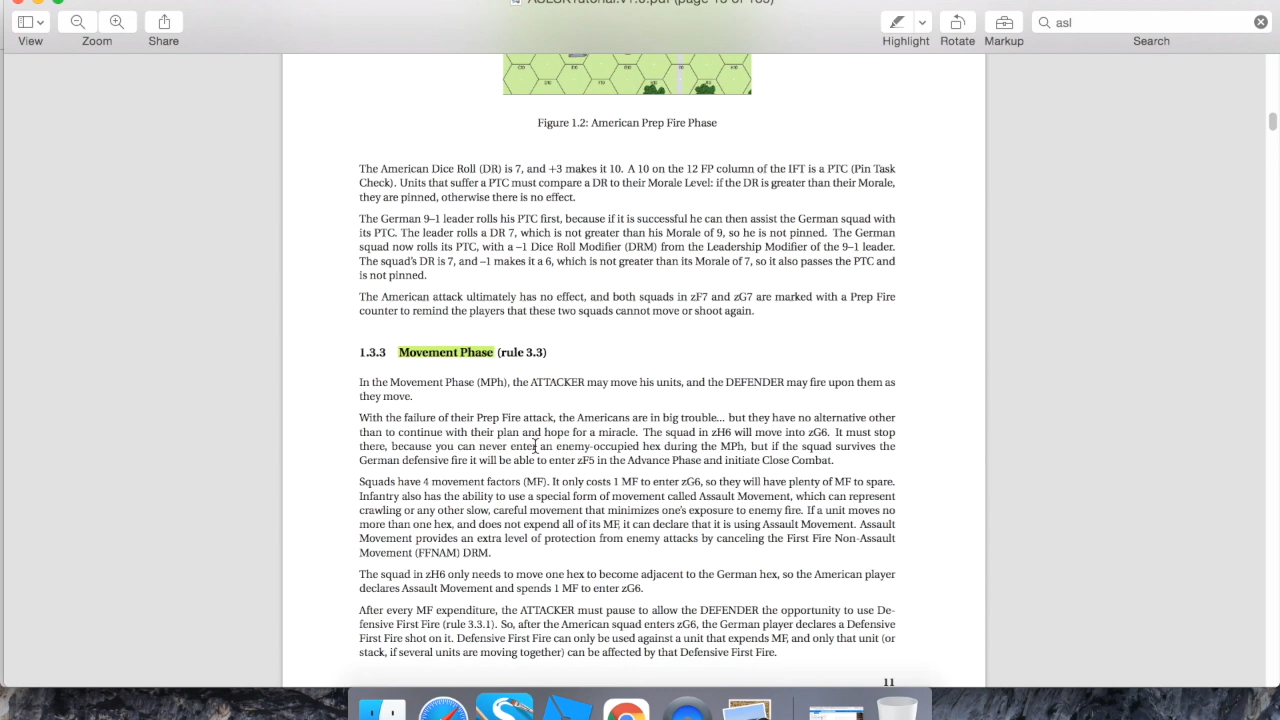 View
Zoom
Share
Highlight
Rotate
Markup
asl
Search
Figure 1.2: American Prep Fire Phase
The American Dice Roll (DR) is 7, and +3 makes it 10. A 10 on the 12 FP column of the IFT is a PTC (Pin Task
Check). Units that suffer a PTC must compare a DR to their Morale Level: if the DR is greater than their Morale,
they are pinned, otherwise there is no effect.
The German 9–1 leader rolls his PTC first, because if it is successful he can then assist the German squad with
its PTC. The leader rolls a DR 7, which is not greater than his Morale of 9, so he is not pinned. The German
squad now rolls its PTC, with a –1 Dice Roll Modifier (DRM) from the Leadership Modifier of the 9–1 leader.
The squad's DR is 7, and –1 makes it a 6, which is not greater than its Morale of 7, so it also passes the PTC and
is not pinned.
The American attack ultimately has no effect, and both squads in zF7 and zG7 are marked with a Prep Fire
counter to remind the players that these two squads cannot move or shoot again.
1.3.3 Movement Phase (rule 3.3)
In the Movement Phase (MPh), the ATTACKER may move his units, and the DEFENDER may fire upon them as
they move.
With the failure of their Prep Fire attack, the Americans are in big trouble... but they have no alternative other
than to continue with their plan and hope for a miracle. The squad in zH6 will move into zG6. It must stop
there, because you can never enter an enemy-occupied hex during the MPh, but if the squad survives the
German defensive fire it will be able to enter zF5 in the Advance Phase and initiate Close Combat.
Squads have 4 movement factors (MF). It only costs 1 MF to enter zG6, so they will have plenty of MF to spare.
Infantry also has the ability to use a special form of movement called Assault Movement, which can represent
crawling or any other slow, careful movement that minimizes one's exposure to enemy fire. If a unit moves no
more than one hex, and does not expend all of its MF, it can declare that it is using Assault Movement. Assault
Movement provides an extra level of protection from enemy attacks by canceling the First Fire Non-Assault
Movement (FFNAM) DRM.
The squad in zH6 only needs to move one hex to become adjacent to the German hex, so the American player
declares Assault Movement and spends 1 MF to enter zG6.
After every MF expenditure, the ATTACKER must pause to allow the DEFENDER the opportunity to use De-
fensive First Fire (rule 3.3.1). So, after the American squad enters zG6, the German player declares a Defensive
First Fire shot on it. Defensive First Fire can only be used against a unit that expends MF, and only that unit (or
stack, if several units are moving together) can be affected by that Defensive First Fire.
11